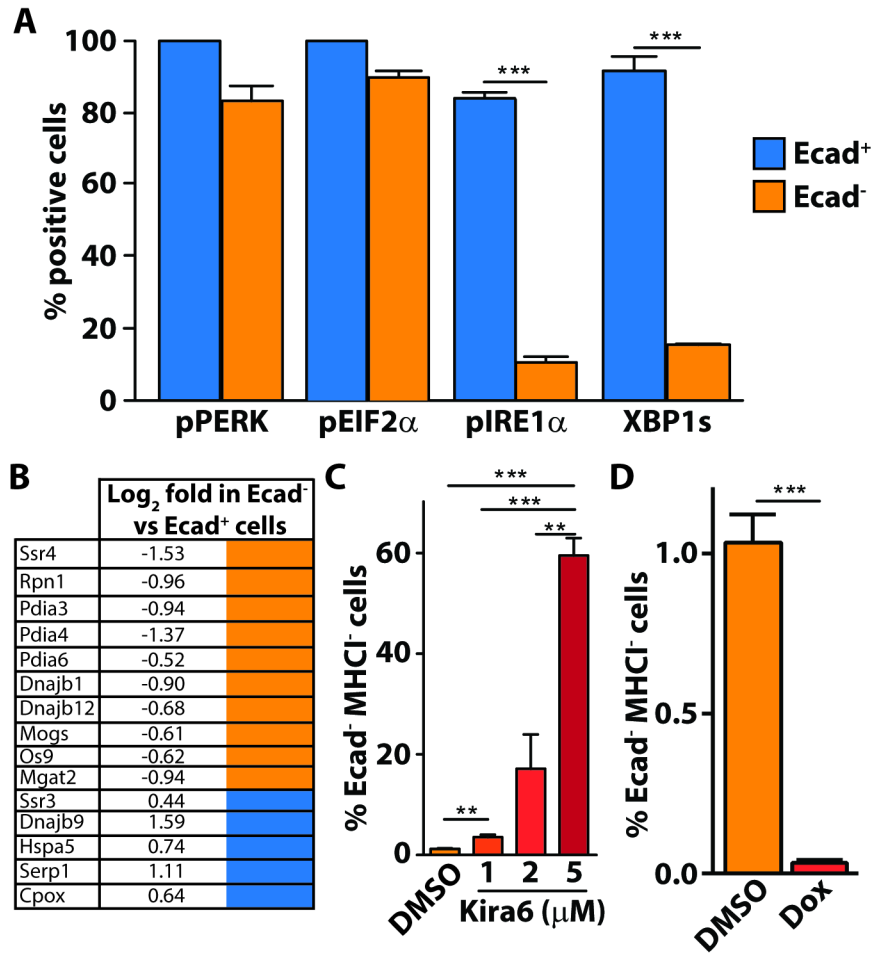 A
% positive cells
100
80
60
40
20
0
***
***
pPERK
pEIF2α
pIRE1α
XBP1s
Ecad⁺
Ecad⁻
B
Log₂ fold in Ecad⁻
vs Ecad⁺ cells
Ssr4 -1.53
Rpn1 -0.96
Pdia3 -0.94
Pdia4 -1.37
Pdia6 -0.52
Dnajb1 -0.90
Dnajb12 -0.68
Mogs -0.61
Os9 -0.62
Mgat2 -0.94
Ssr3 0.44
Dnajb9 1.59
Hspa5 0.74
Serp1 1.11
Cpox 0.64
C
% Ecad⁻ MHCI⁻ cells
60
40
20
0
***
***
**
**
DMSO
1 2 5
Kira6 (μM)
D
% Ecad⁻ MHCI⁻ cells
1.0
0.5
0.0
***
DMSO
Dox